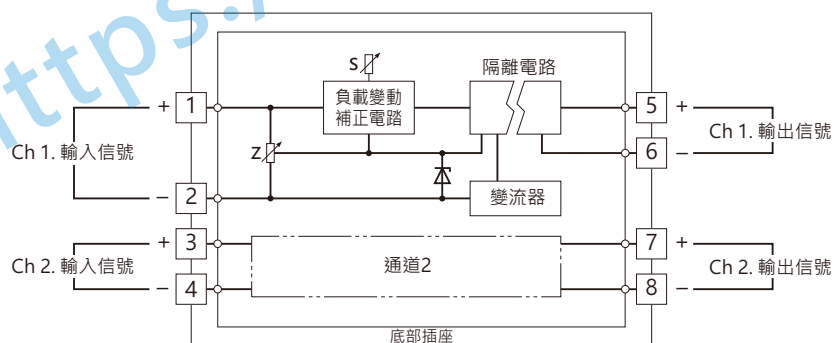 https:/
S
隔離電路
+ 1
負載變動
補正電踏
5 +
Ch 1. 輸入信號
Z
6 −
Ch 1. 輸出信號
− 2
變流器
+ 3
7 +
Ch 2. 輸入信號
通道2
Ch 2. 輸出信號
− 4
8 −
底部插座